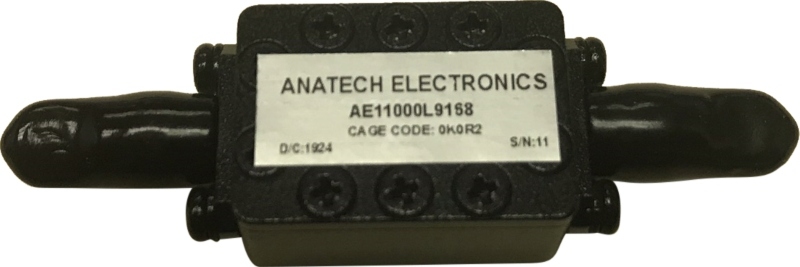 ANATECH ELECTRONICS
AE11000L9168
CAGE CODE: 0K0R2
D/C:1924 S/N:11